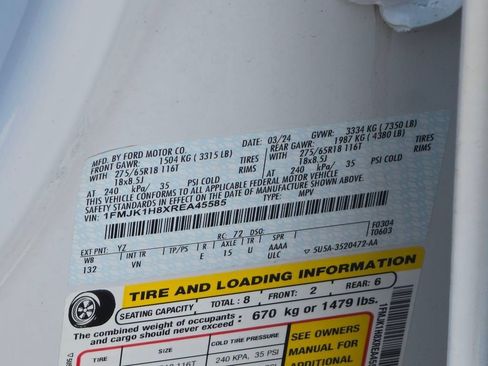 MFD. BY FORD MOTOR CO.
DATE: 03/24 GVWR: 3334 KG ( 7350 LB)
FRONT GAWR: 1504 KG ( 3315 LB) REAR GAWR: 1987 KG ( 4380 LB)
WITH 275/65R18 116T TIRES WITH 275/65R18 116T TIRES
18x8.5J RIMS 18x8.5J RIMS
AT 240 kPa/ 35 PSI COLD AT 240 kPa/ 35 PSI COLD
THIS VEHICLE CONFORMS TO ALL APPLICABLE FEDERAL MOTOR VEHICLE
SAFETY STANDARDS IN EFFECT ON THE DATE OF MANUFACTURE SHOWN ABOVE.
VIN: 1FMJK1H8XREA45585 TYPE: MPV
F0304
T0603
EXT PNT: YZ RC: 72 DSO:
WB INT TR TP/PS R AXLE TR SPR
132 VN E 15 U AAAA
UALC 5U5A-3520472-AA
TIRE AND LOADING INFORMATION
SEATING CAPACITY TOTAL: 8 FRONT: 2 REAR: 6
The combined weight of occupants and cargo should never exceed: 670 kg or 1479 lbs.
TIRE SIZE COLD TIRE PRESSURE
240 KPA, 35 PSI
SEE OWNERS
MANUAL FOR
ADDITIONAL